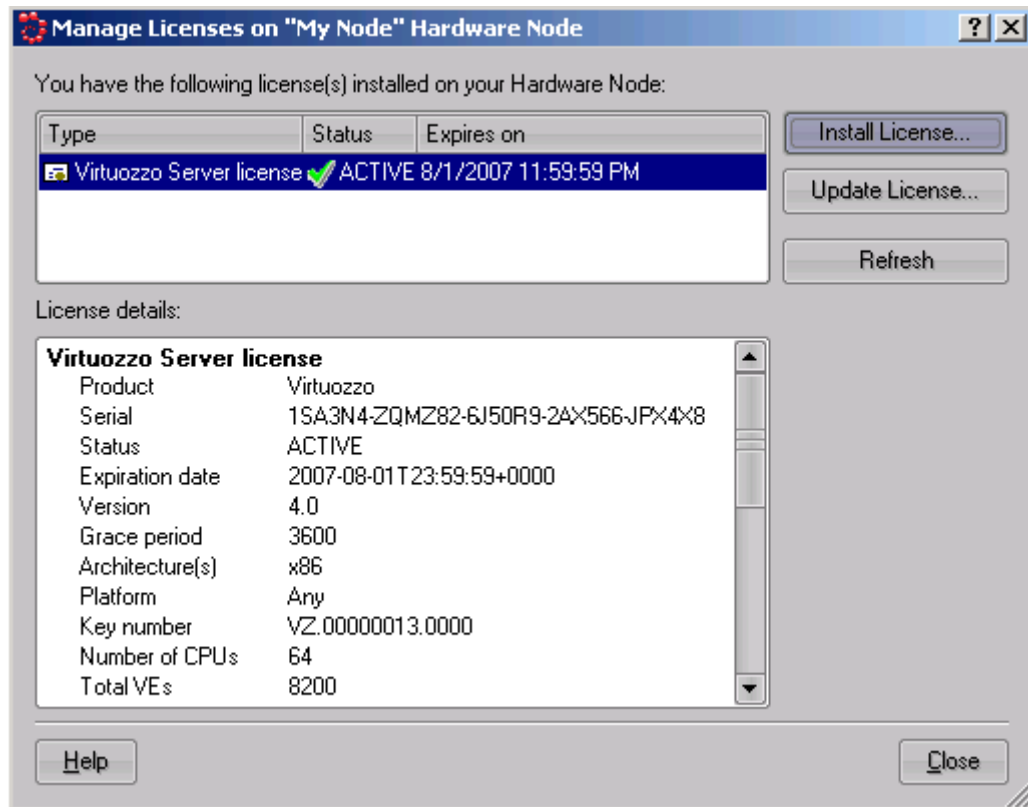 Manage Licenses on "My Node" Hardware Node
You have the following license(s) installed on your Hardware Node:
Type Status Expires on
Virtuozzo Server license ACTIVE 8/1/2007 11:59:59 PM
Install License...
Update License...
Refresh
License details:
Virtuozzo Server license
Product Virtuozzo
Serial 1SA3N4-ZQMZ82-6J50R9-2AX566-JPX4X8
Status ACTIVE
Expiration date 2007-08-01T23:59:59+0000
Version 4.0
Grace period 3600
Architecture(s) x86
Platform Any
Key number VZ.00000013.0000
Number of CPUs 64
Total VEs 8200
Help
Close